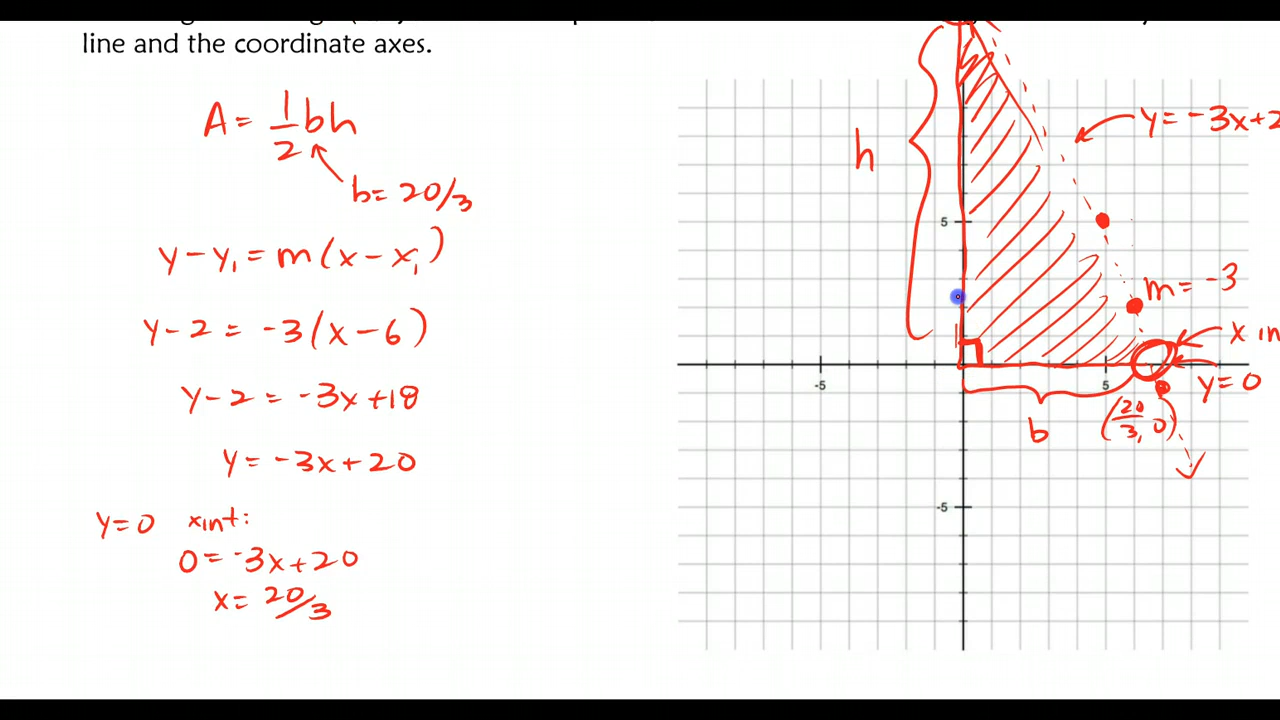 line and the coordinate axes.
A = 1/2 bh
b = 20/3
y - y₁ = m(x - x₁)
y - 2 = -3(x - 6)
y - 2 = -3x + 18
y = -3x + 20
y = 0 xint:
0 = -3x + 20
x = 20/3
y = -3x + 2
h
5
m = -3
x in
-5
5
y = 0
(20/3, 0)
b
-5